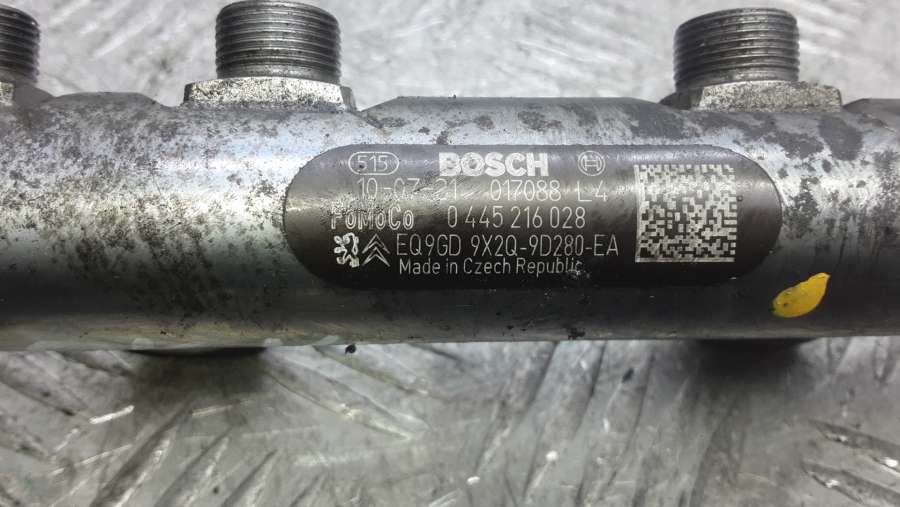 515 BOSCH
10-07-21 017088 L4
FoMoCo 0 445 216 028
EQ9GD 9X2Q-9D280-EA
Made in Czech Republic